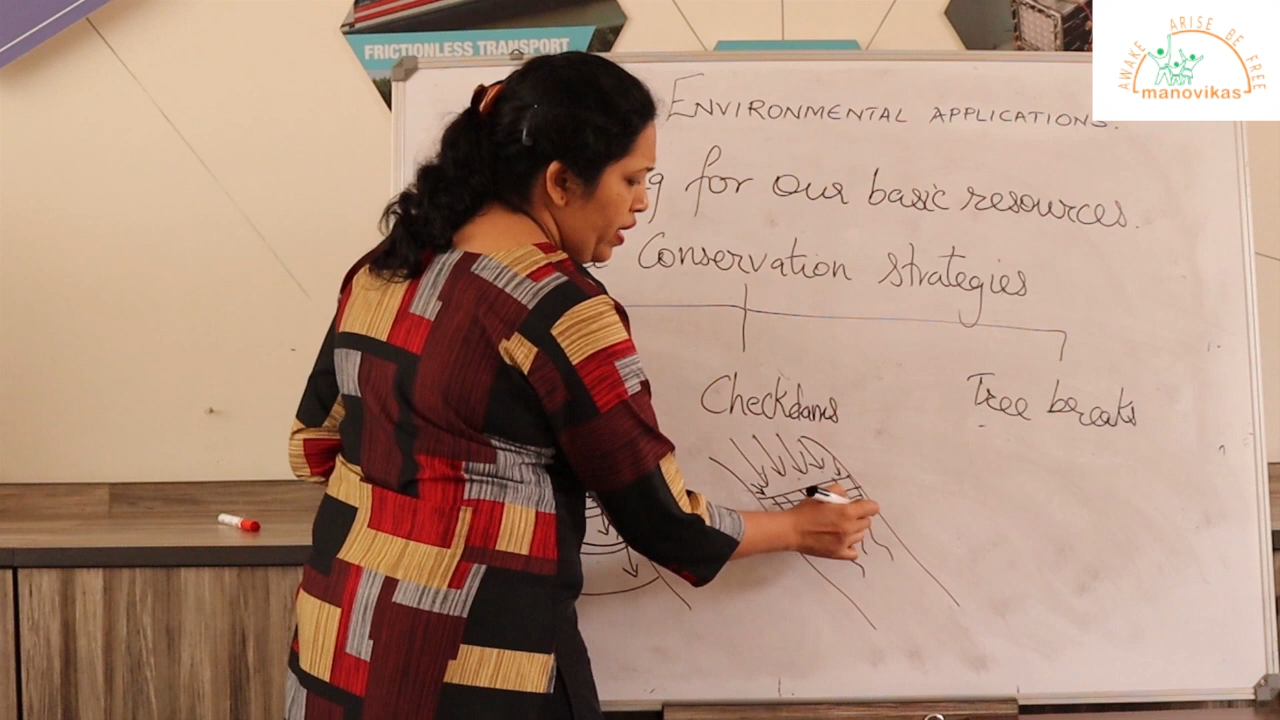 FRICTIONLESS TRANSPORT
AWAKE ARISE BE FREE
manovikas
ENVIRONMENTAL APPLICATIONS.
g for our basic resources.
Conservation strategies
Checkdams
Tree breaks